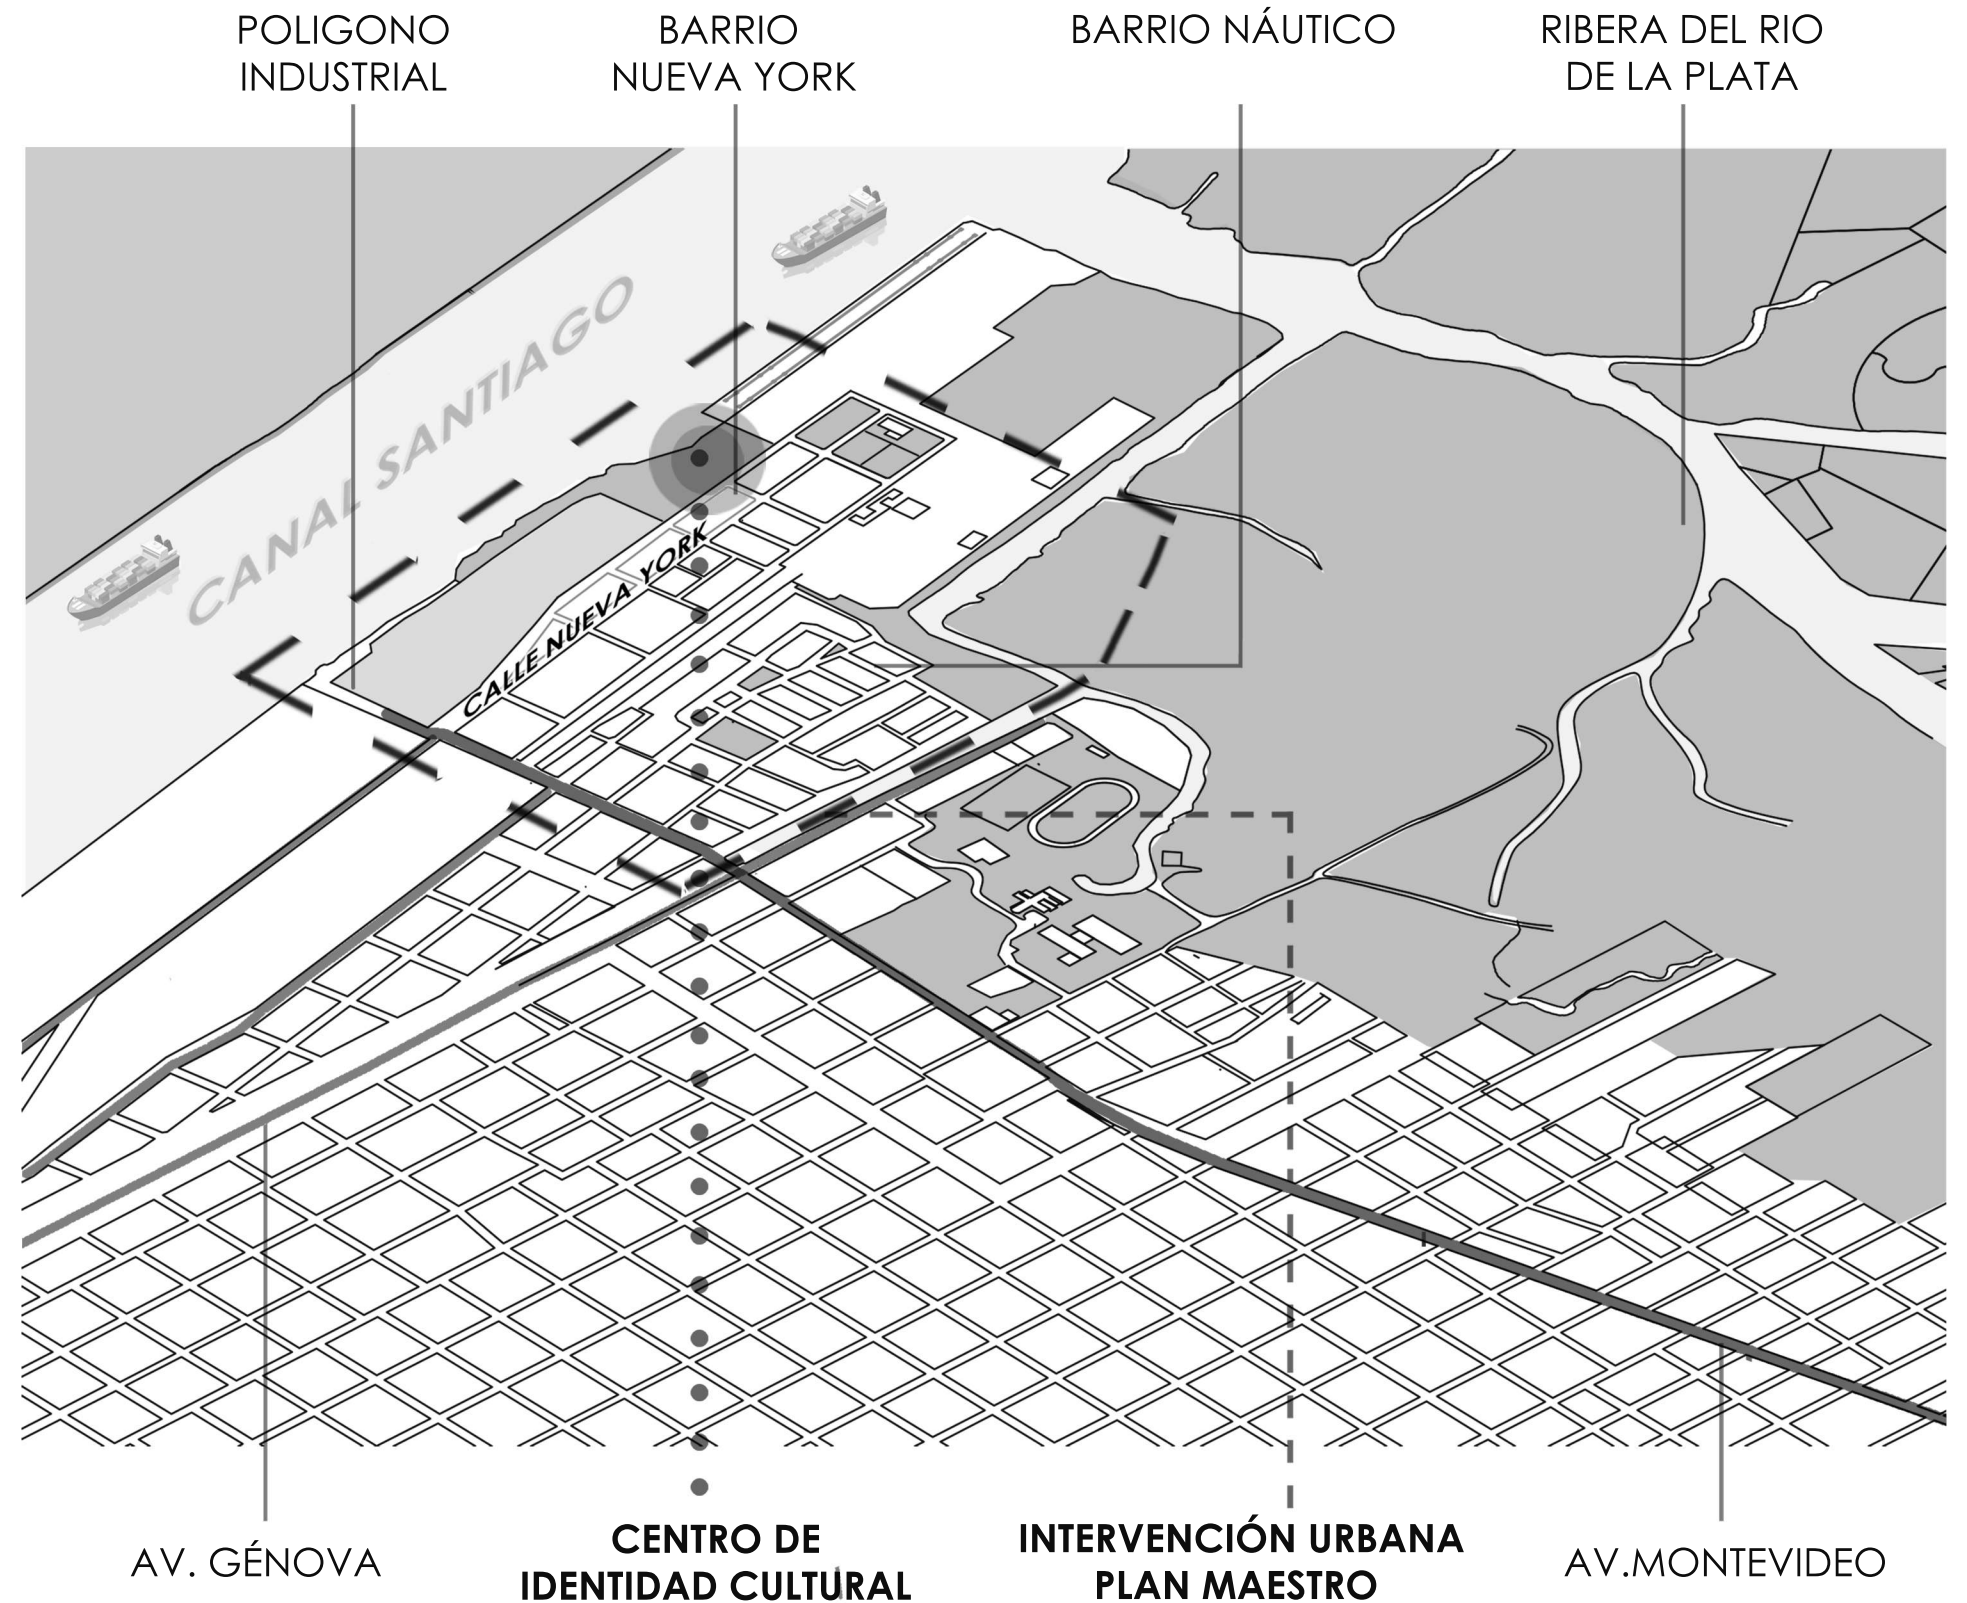 POLIGONO
INDUSTRIAL
BARRIO
NUEVA YORK
BARRIO NÁUTICO
RIBERA DEL RIO
DE LA PLATA
CANAL SANTIAGO
CALLE NUEVA YORK
AV. GÉNOVA
CENTRO DE
IDENTIDAD CULTURAL
INTERVENCIÓN URBANA
PLAN MAESTRO
AV.MONTEVIDEO